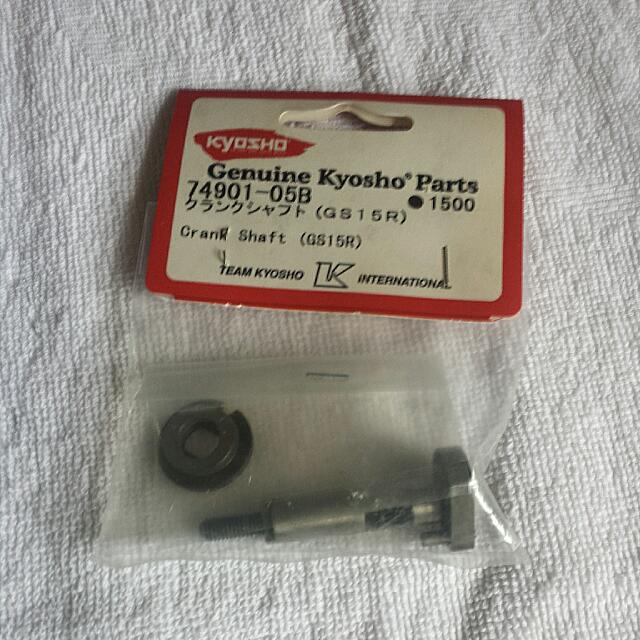 KYOSHO
Genuine Kyosho® Parts
74901-05B ●1500
クランクシャフト (GS15R)
Crank Shaft (GS15R)
TEAM KYOSHO K INTERNATIONAL